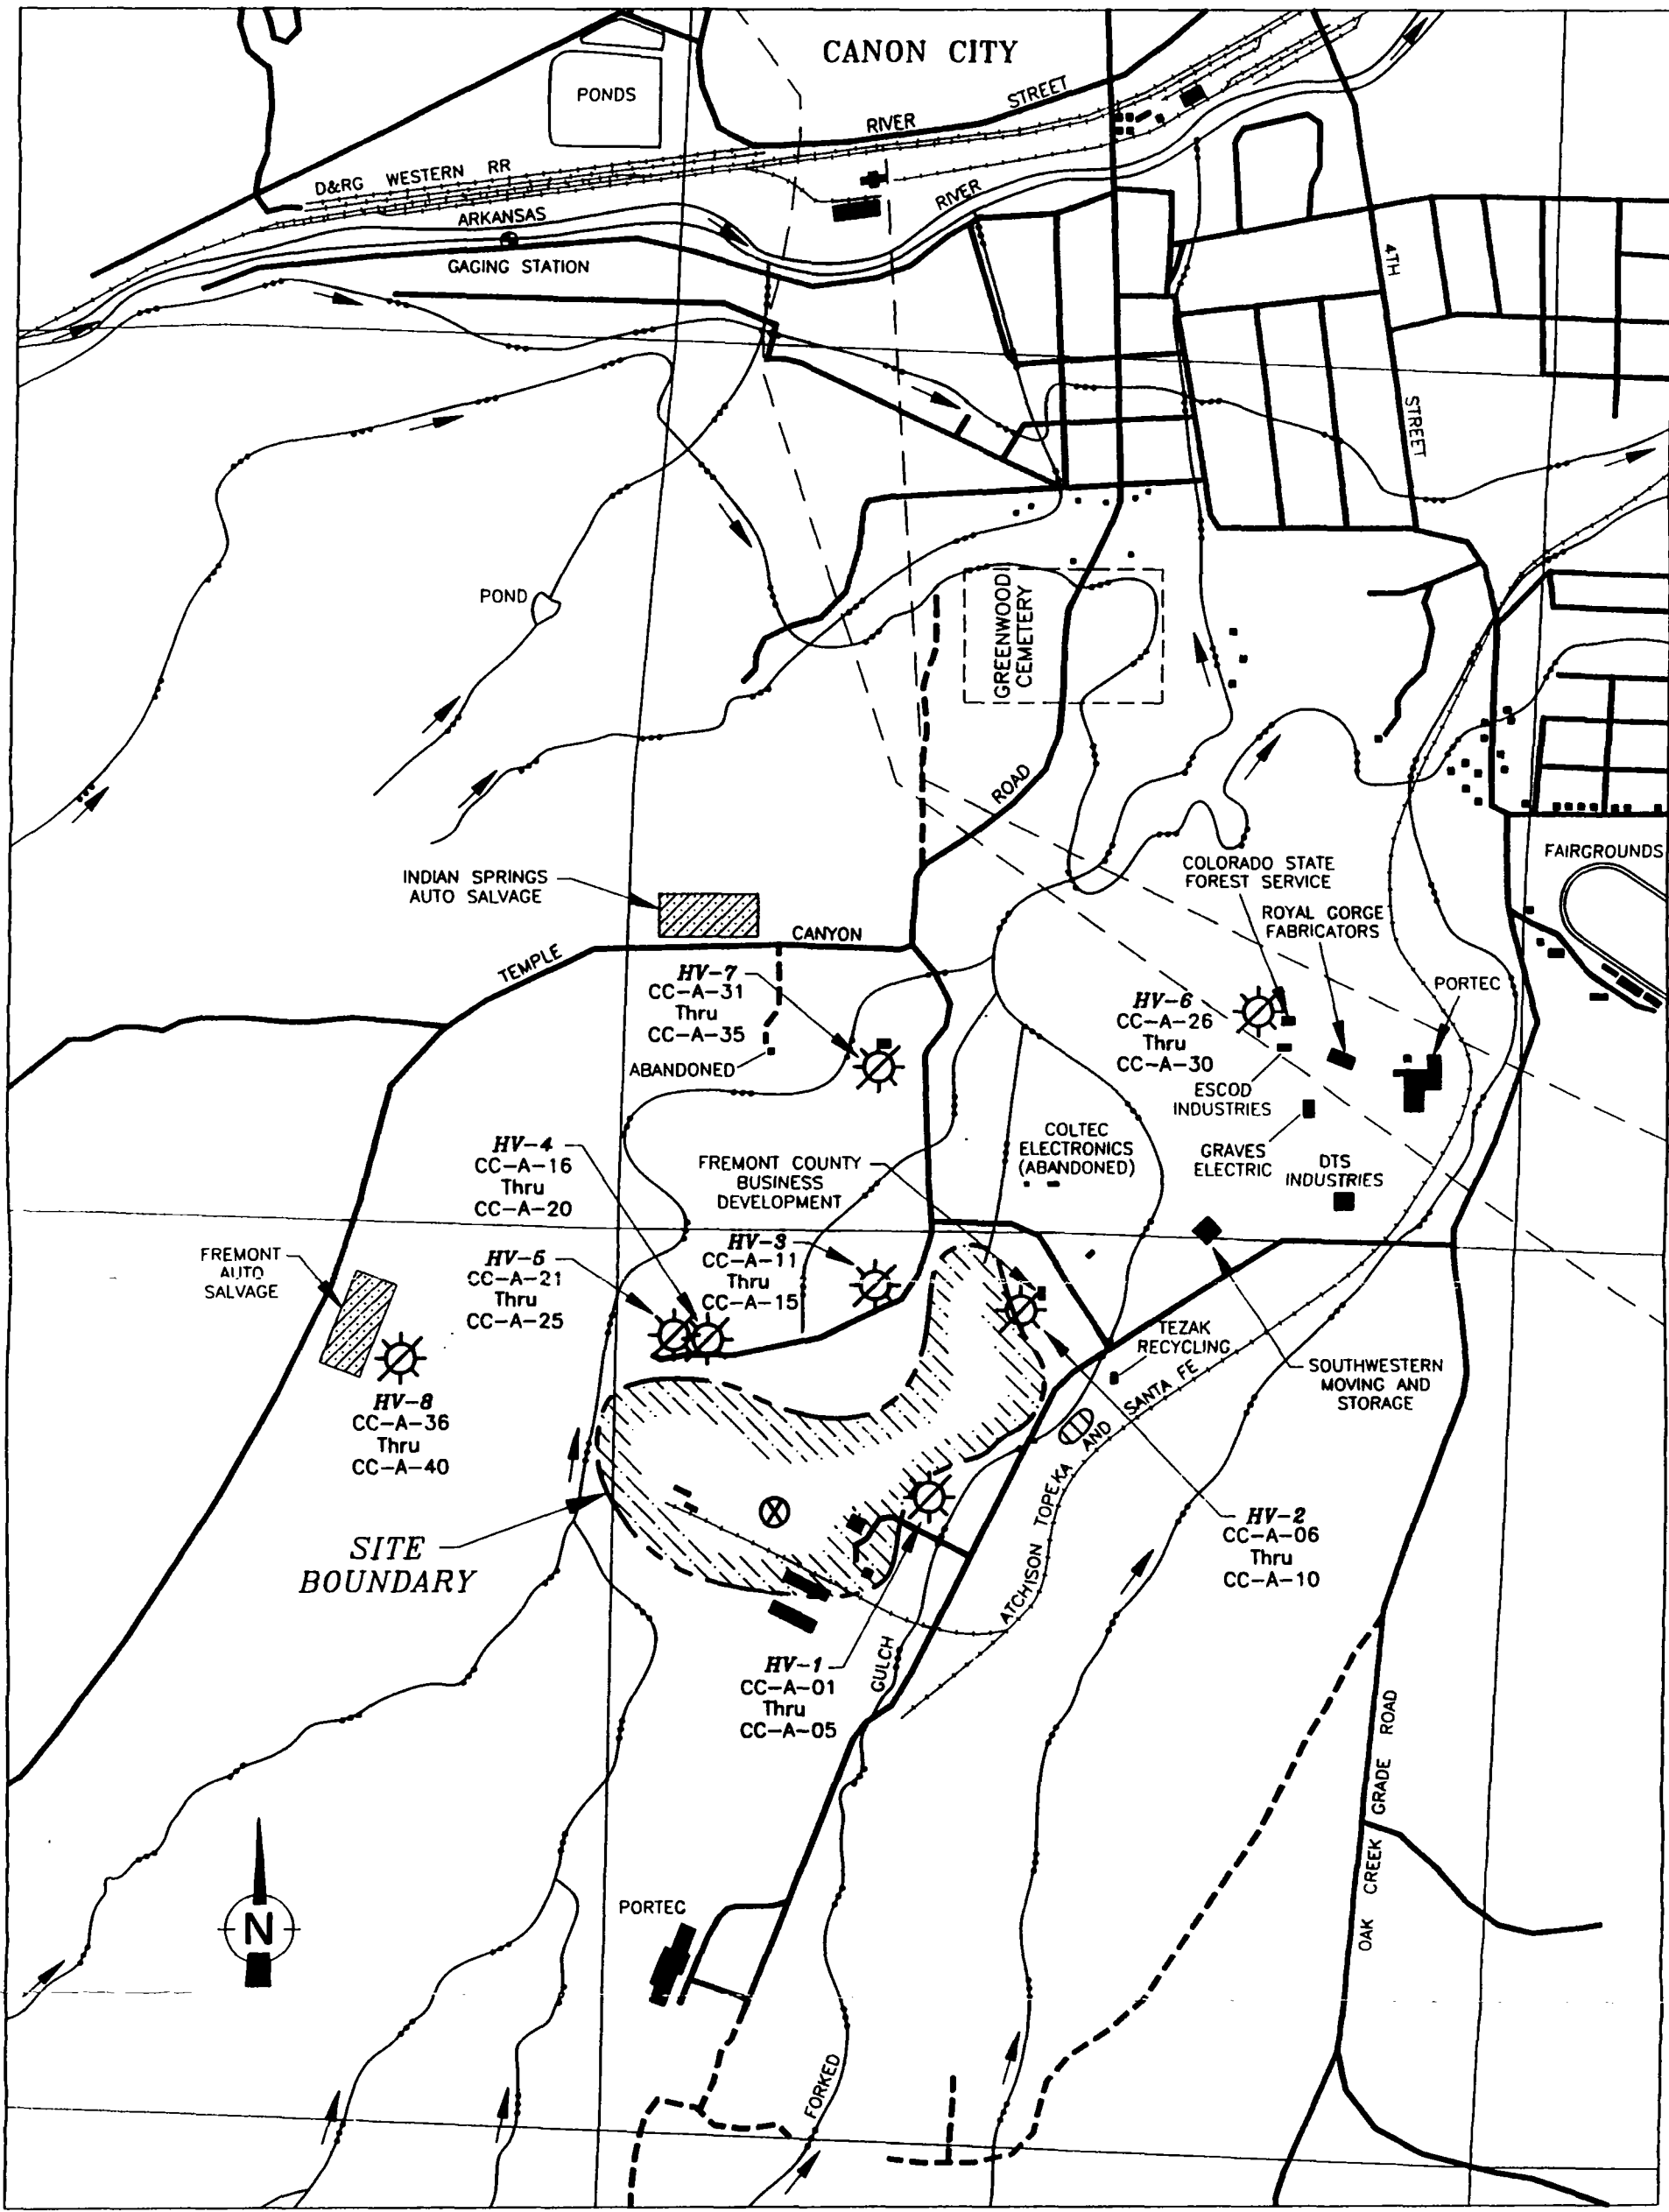 CANON CITY
PONDS
RIVER STREET
D&RG WESTERN RR
ARKANSAS RIVER
GAGING STATION
4TH STREET
POND
GREENWOOD
CEMETERY
ROAD
INDIAN SPRINGS
AUTO SALVAGE
COLORADO STATE
FOREST SERVICE
FAIRGROUNDS
ROYAL GORGE
FABRICATORS
TEMPLE CANYON
HV-7
CC-A-31
Thru
CC-A-35
ABANDONED
HV-6
CC-A-26
Thru
CC-A-30
PORTEC
ESCOD
INDUSTRIES
GRAVES
ELECTRIC
DTS
INDUSTRIES
COLTEC
ELECTRONICS
(ABANDONED)
HV-4
CC-A-16
Thru
CC-A-20
FREMONT COUNTY
BUSINESS
DEVELOPMENT
FREMONT
AUTO
SALVAGE
HV-5
CC-A-21
Thru
CC-A-25
HV-3
CC-A-11
Thru
CC-A-15
TEZAK
RECYCLING
SOUTHWESTERN
MOVING AND
STORAGE
HV-8
CC-A-36
Thru
CC-A-40
ATCHISON TOPEKA AND SANTA FE
SITE
BOUNDARY
HV-2
CC-A-06
Thru
CC-A-10
HV-1
CC-A-01
Thru
CC-A-05
FORKED GULCH
OAK CREEK GRADE ROAD
N
PORTEC